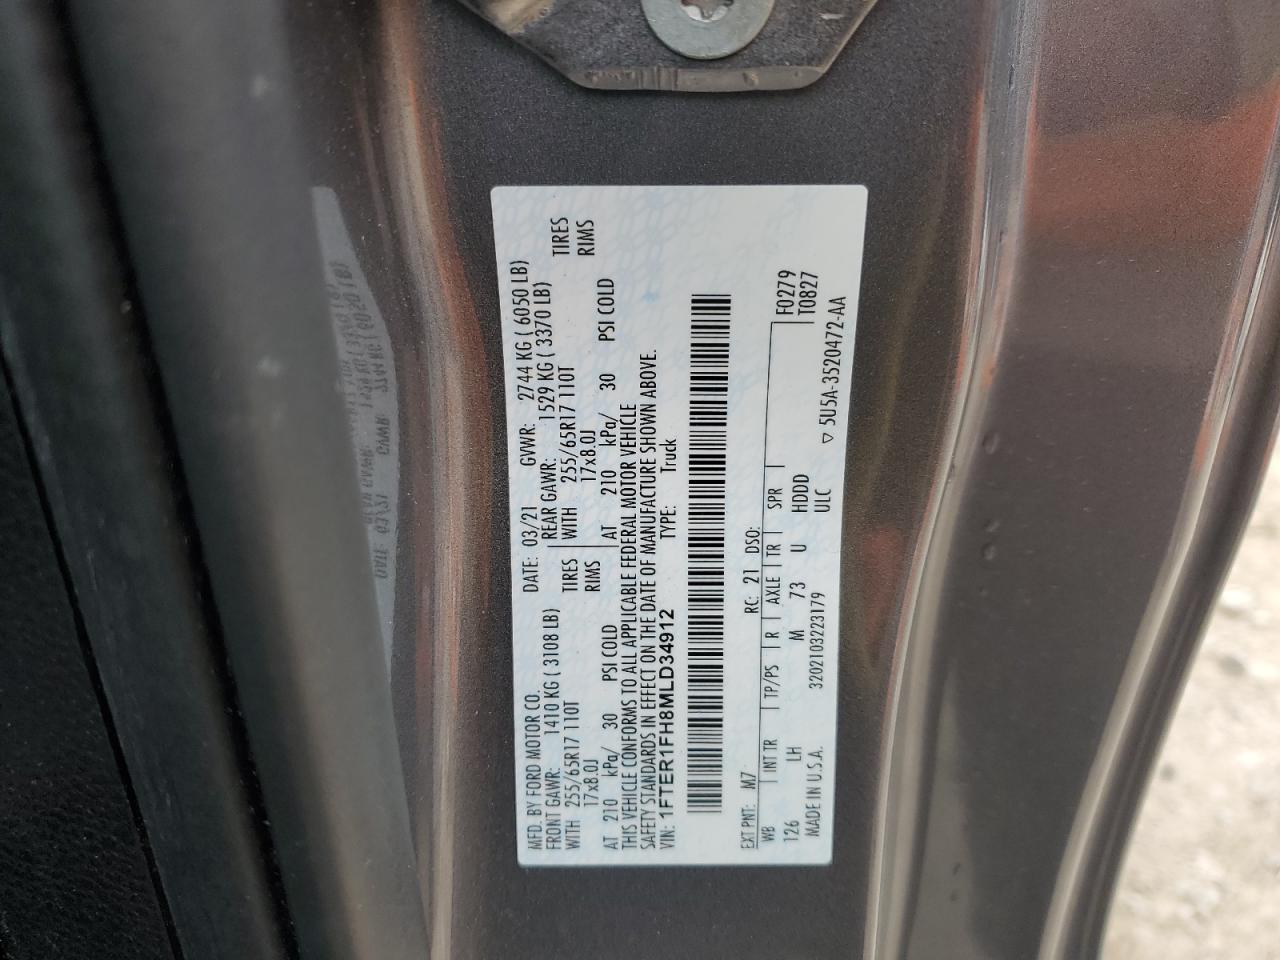 MFD. BY FORD MOTOR CO.
DATE: 03/21 GVWR: 2744 KG ( 6050 LB)
FRONT GAWR: 1410 KG ( 3108 LB) REAR GAWR: 1529 KG ( 3370 LB)
WITH 255/65R17 110T TIRES WITH 255/65R17 110T TIRES
17x8.0J RIMS 17x8.0J RIMS
AT 210 kPa/ 30 PSI COLD AT 210 kPa/ 30 PSI COLD
THIS VEHICLE CONFORMS TO ALL APPLICABLE FEDERAL MOTOR VEHICLE
SAFETY STANDARDS IN EFFECT ON THE DATE OF MANUFACTURE SHOWN ABOVE.
VIN: 1FTER1FH8MLD34912 TYPE: Truck
EXT PNT: M7 RC: 21 DSO: F0279
WB INT TR TP/PS R AXLE TR SPR T0827
126 LH M 73 U HDDD
MADE IN U.S.A. 3202103223179 ULC
▽ 5U5A-3520472-AA